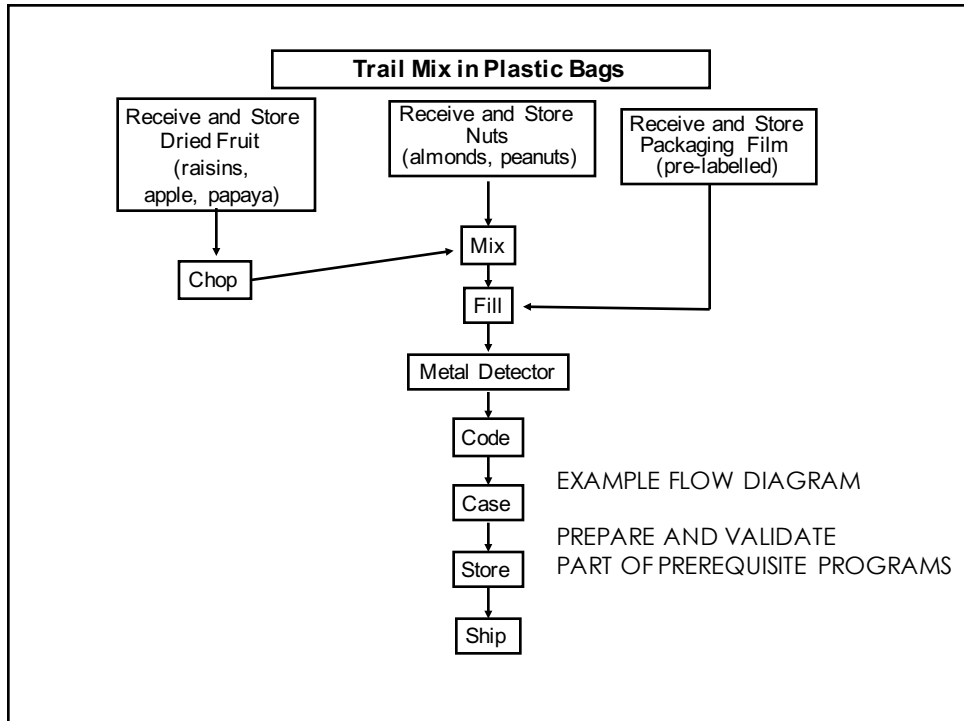 Trail Mix in Plastic Bags
Receive and Store
Dried Fruit
(raisins,
apple, papaya)
Receive and Store
Nuts
(almonds, peanuts)
Receive and Store
Packaging Film
(pre-labelled)
Mix
Chop
Fill
Metal Detector
Code
Case
Store
Ship
EXAMPLE FLOW DIAGRAM
PREPARE AND VALIDATE
PART OF PREREQUISITE PROGRAMS